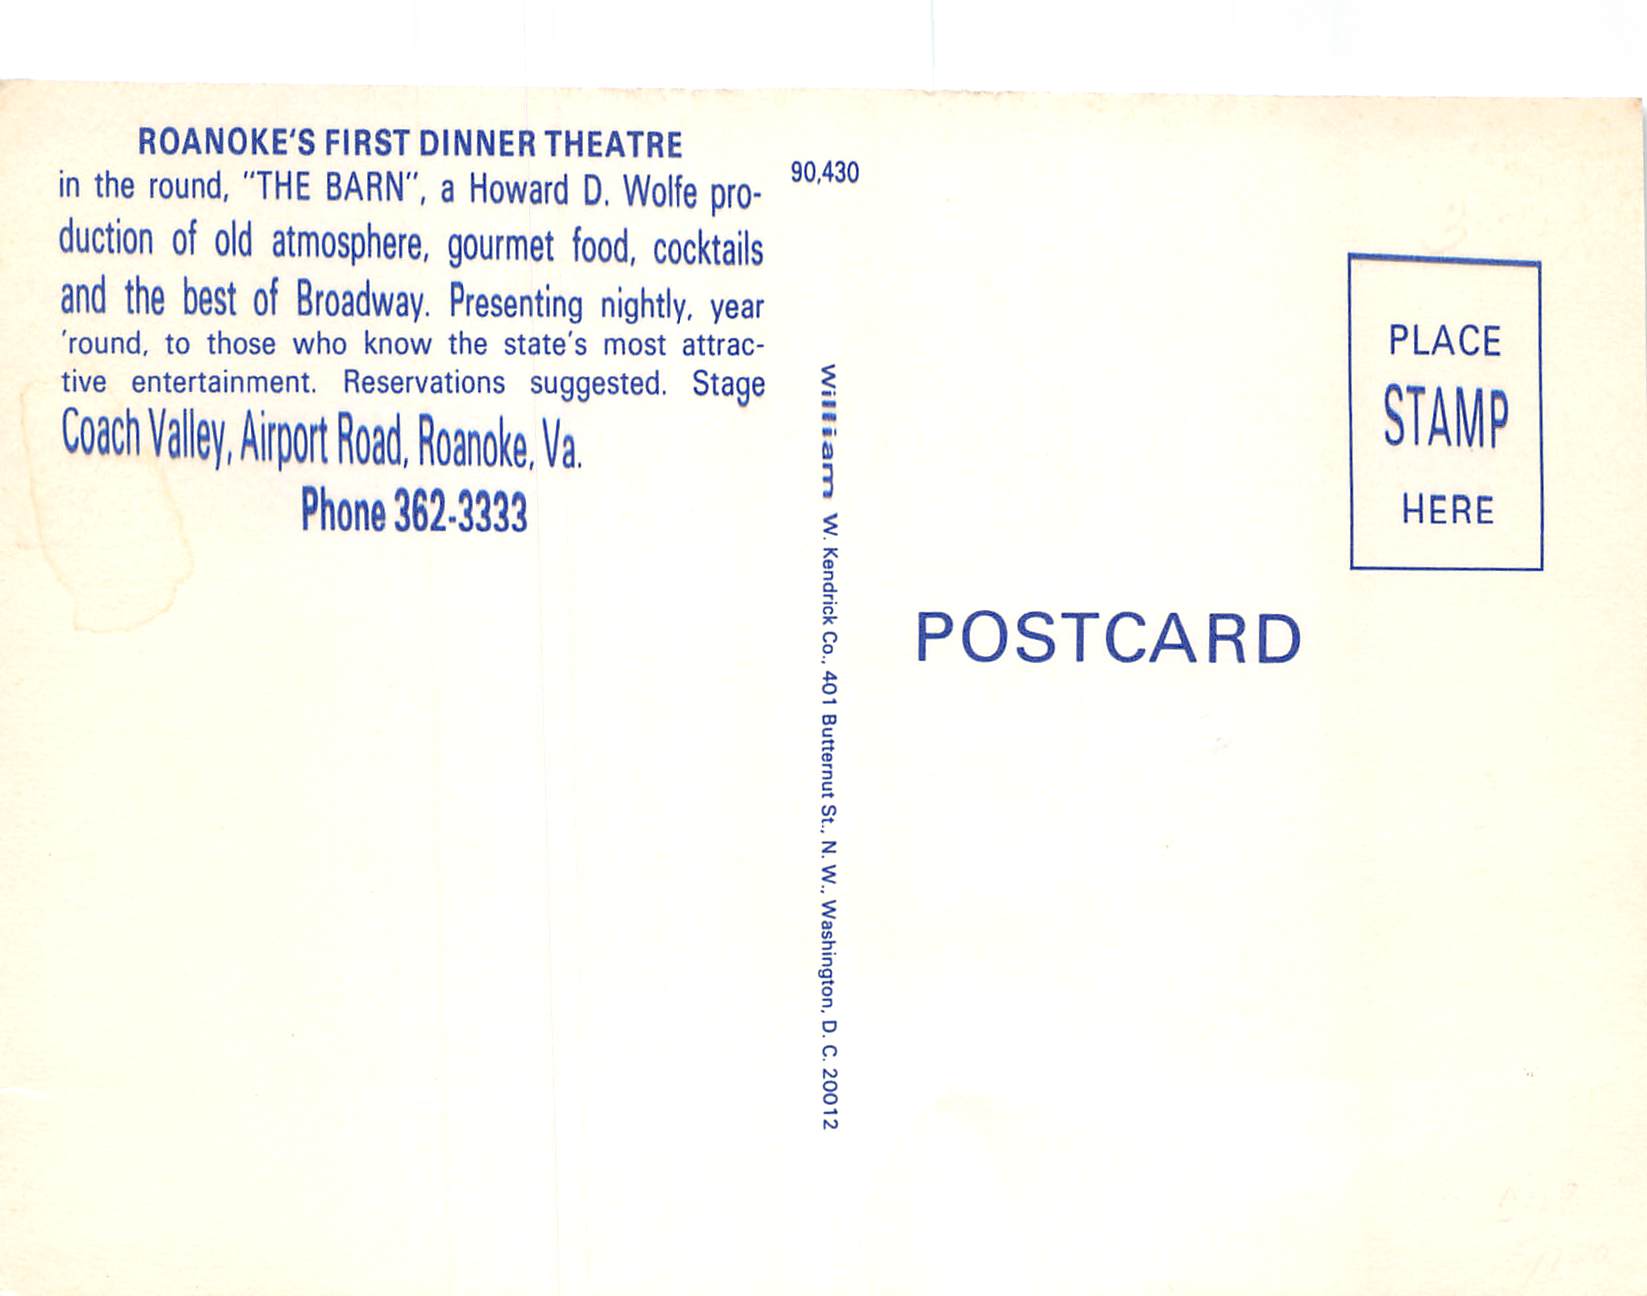 ROANOKE'S FIRST DINNER THEATRE
in the round, "THE BARN", a Howard D. Wolfe pro-
duction of old atmosphere, gourmet food, cocktails
and the best of Broadway. Presenting nightly, year
'round, to those who know the state's most attrac-
tive entertainment. Reservations suggested. Stage
Coach Valley, Airport Road, Roanoke, Va.
Phone 362-3333
90,430
William W. Kendrick Co., 401 Butternut St., N. W., Washington, D. C. 20012
PLACE
STAMP
HERE
POSTCARD